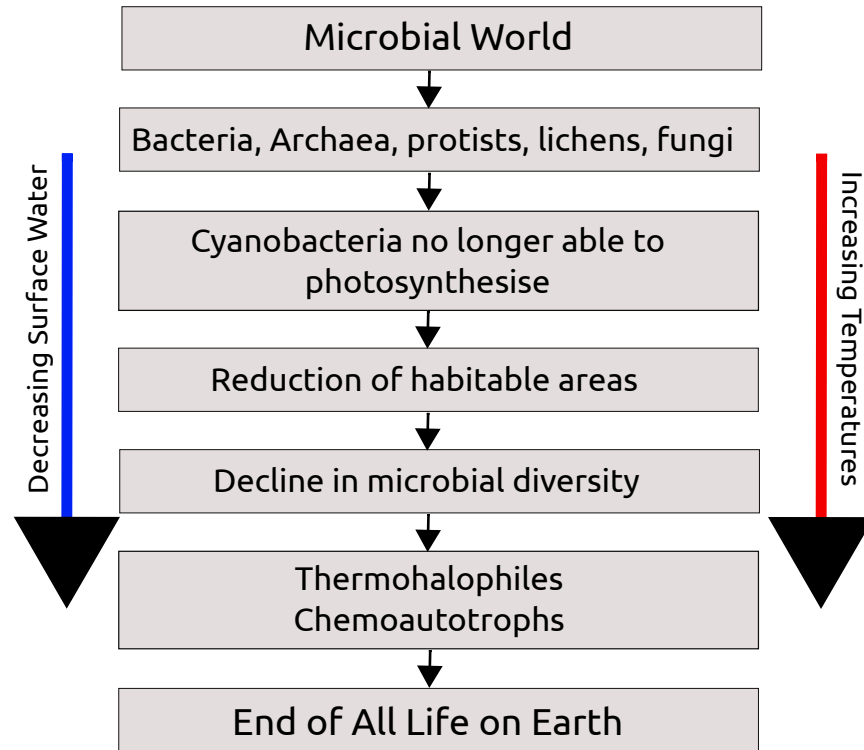 Microbial World
Bacteria, Archaea, protists, lichens, fungi
Cyanobacteria no longer able to
photosynthesise
Reduction of habitable areas
Decline in microbial diversity
Thermohalophiles
Chemoautotrophs
End of All Life on Earth
Decreasing Surface Water
Increasing Temperatures